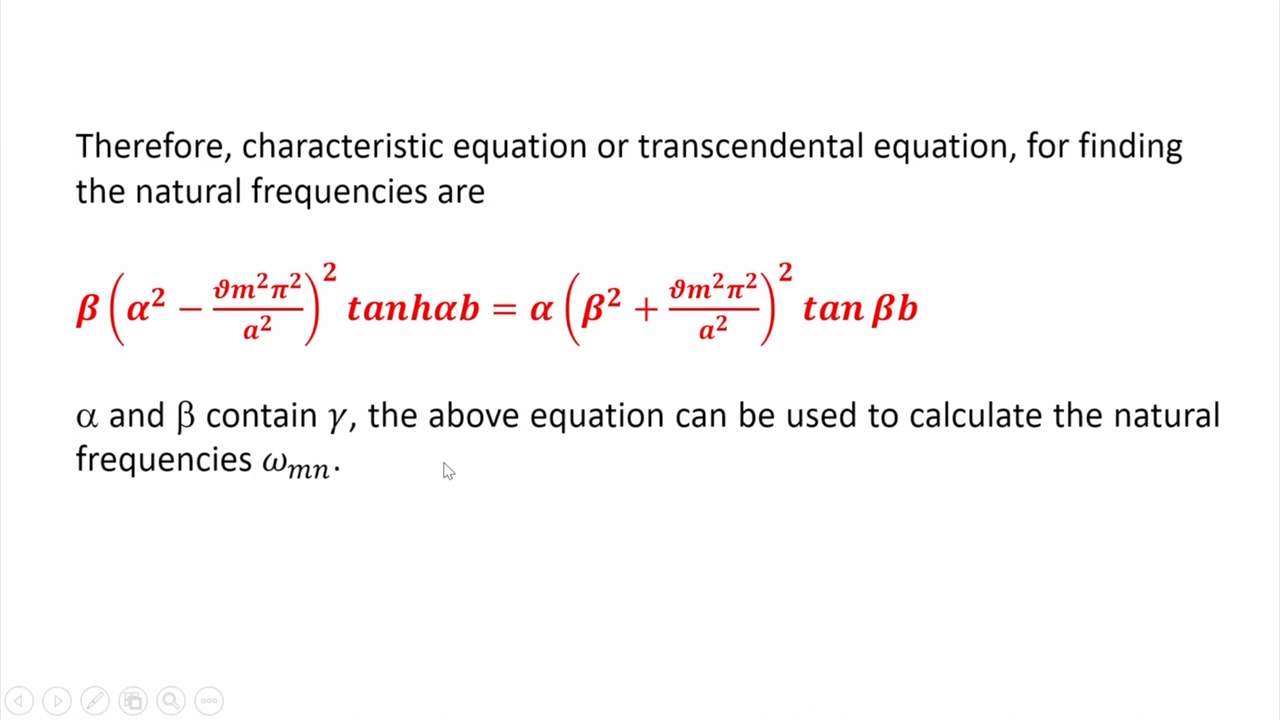 Therefore, characteristic equation or transcendental equation, for finding
the natural frequencies are
𝜷(𝜶² − 𝝑𝒎²𝝅²/𝒂²)² 𝒕𝒂𝒏𝒉𝜶𝒃 = 𝜶(𝜷² + 𝝑𝒎²𝝅²/𝒂²)² 𝒕𝒂𝒏 𝜷𝒃
α and β contain 𝛾, the above equation can be used to calculate the natural
frequencies 𝜔ₘₙ.